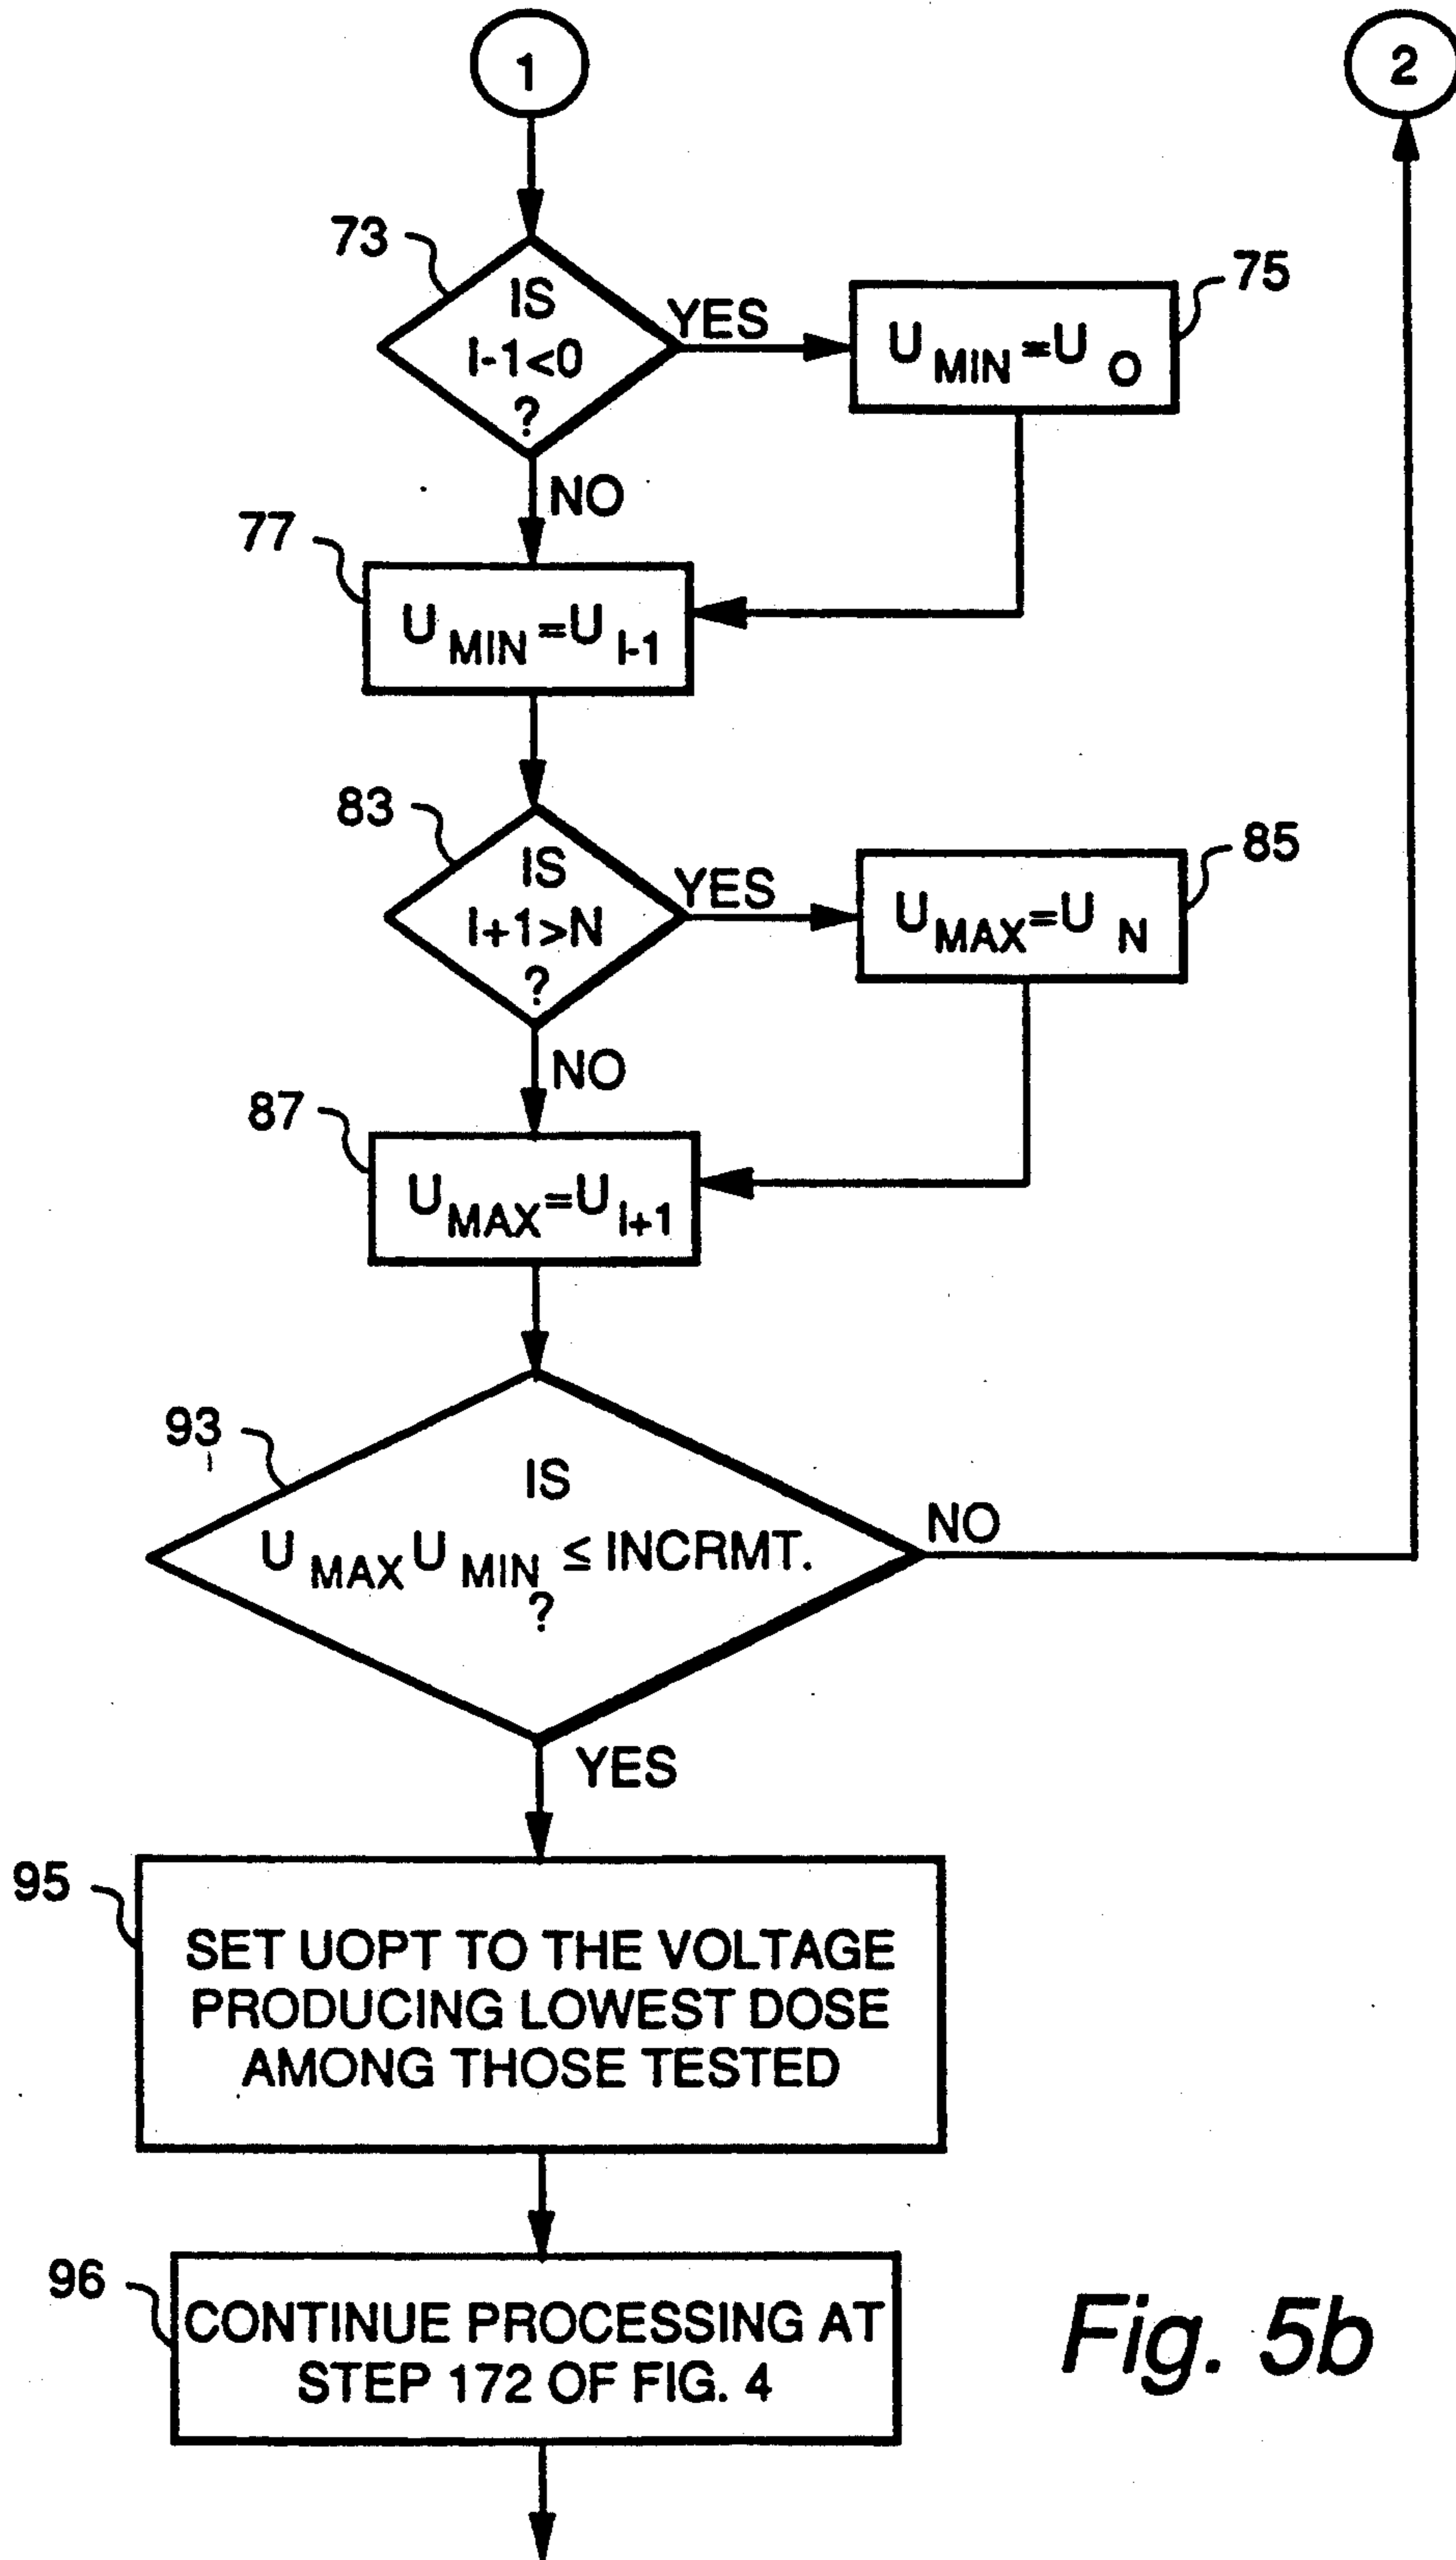 1
2
73
IS
I-1<0
?
YES
75
U MIN = U O
NO
77
U MIN = U I-1
83
IS
I+1>N
?
YES
85
U MAX = U N
NO
87
U MAX = U I+1
93
IS
U MAX U MIN ≤ INCRMT.
?
NO
YES
95
SET UOPT TO THE VOLTAGE
PRODUCING LOWEST DOSE
AMONG THOSE TESTED
96
CONTINUE PROCESSING AT
STEP 172 OF FIG. 4
Fig. 5b